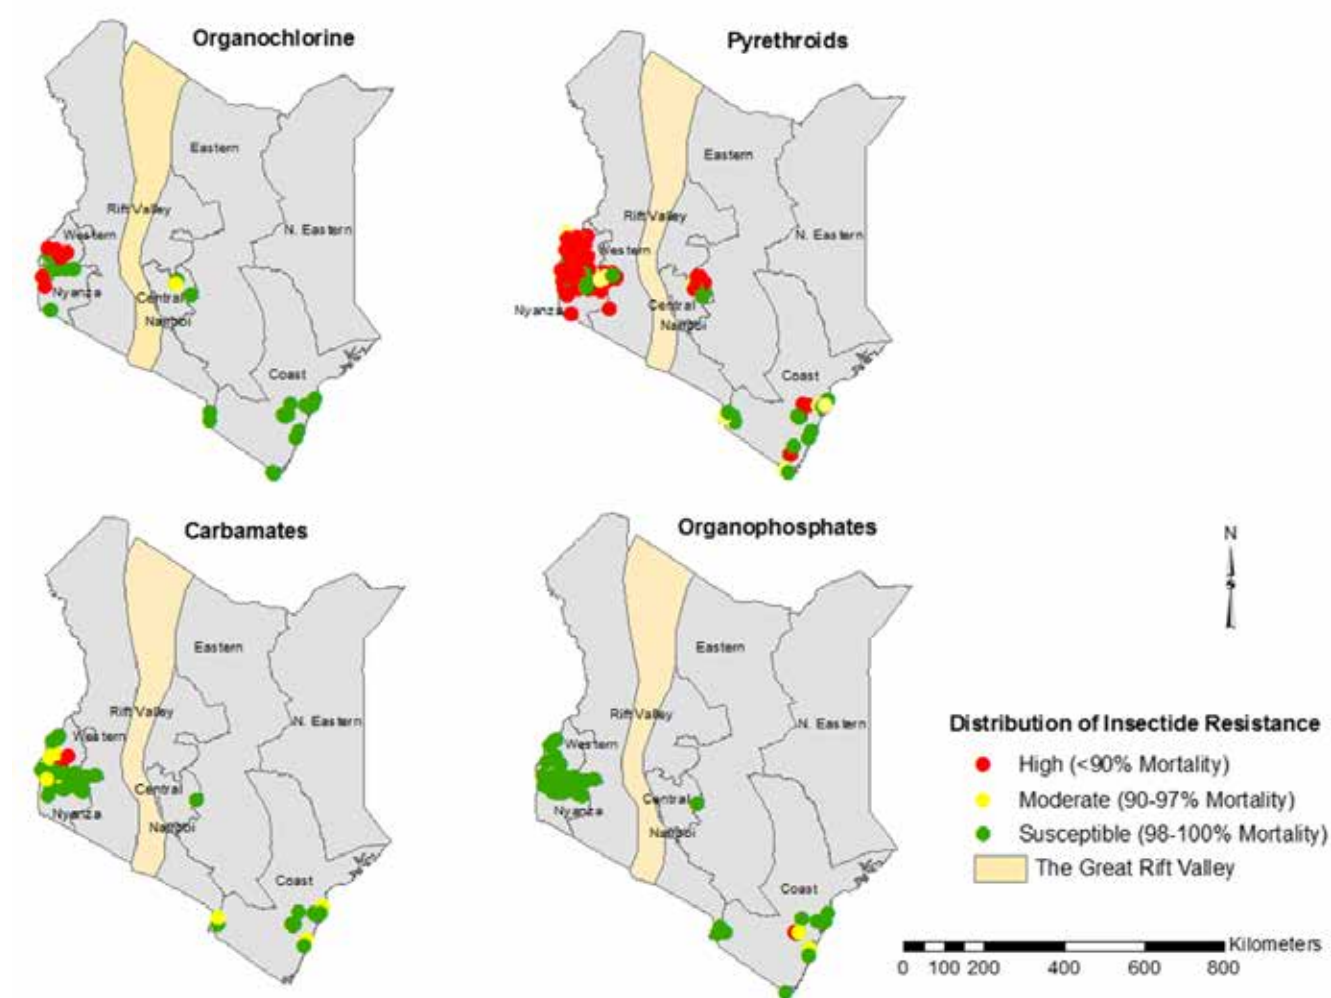 Organochlorine
Eastern
Rift Valley
Western
N. Eastern
Nyanza
Central
Nairobi
Coast
Pyrethroids
Eastern
Rift Valley
N. Eastern
Western
Nyanza
Central
Nairobi
Coast
Carbamates
Eastern
Rift Valley
N. Eastern
Western
Central
Nyanza
Nairobi
Coast
Organophosphates
Eastern
Rift Valley
N. Eastern
Western
Central
Nyanza
Nairobi
Coast
N
S
Distribution of Insectide Resistance
High (<90% Mortality)
Moderate (90-97% Mortality)
Susceptible (98-100% Mortality)
The Great Rift Valley
Kilometers
0 100 200 400 600 800